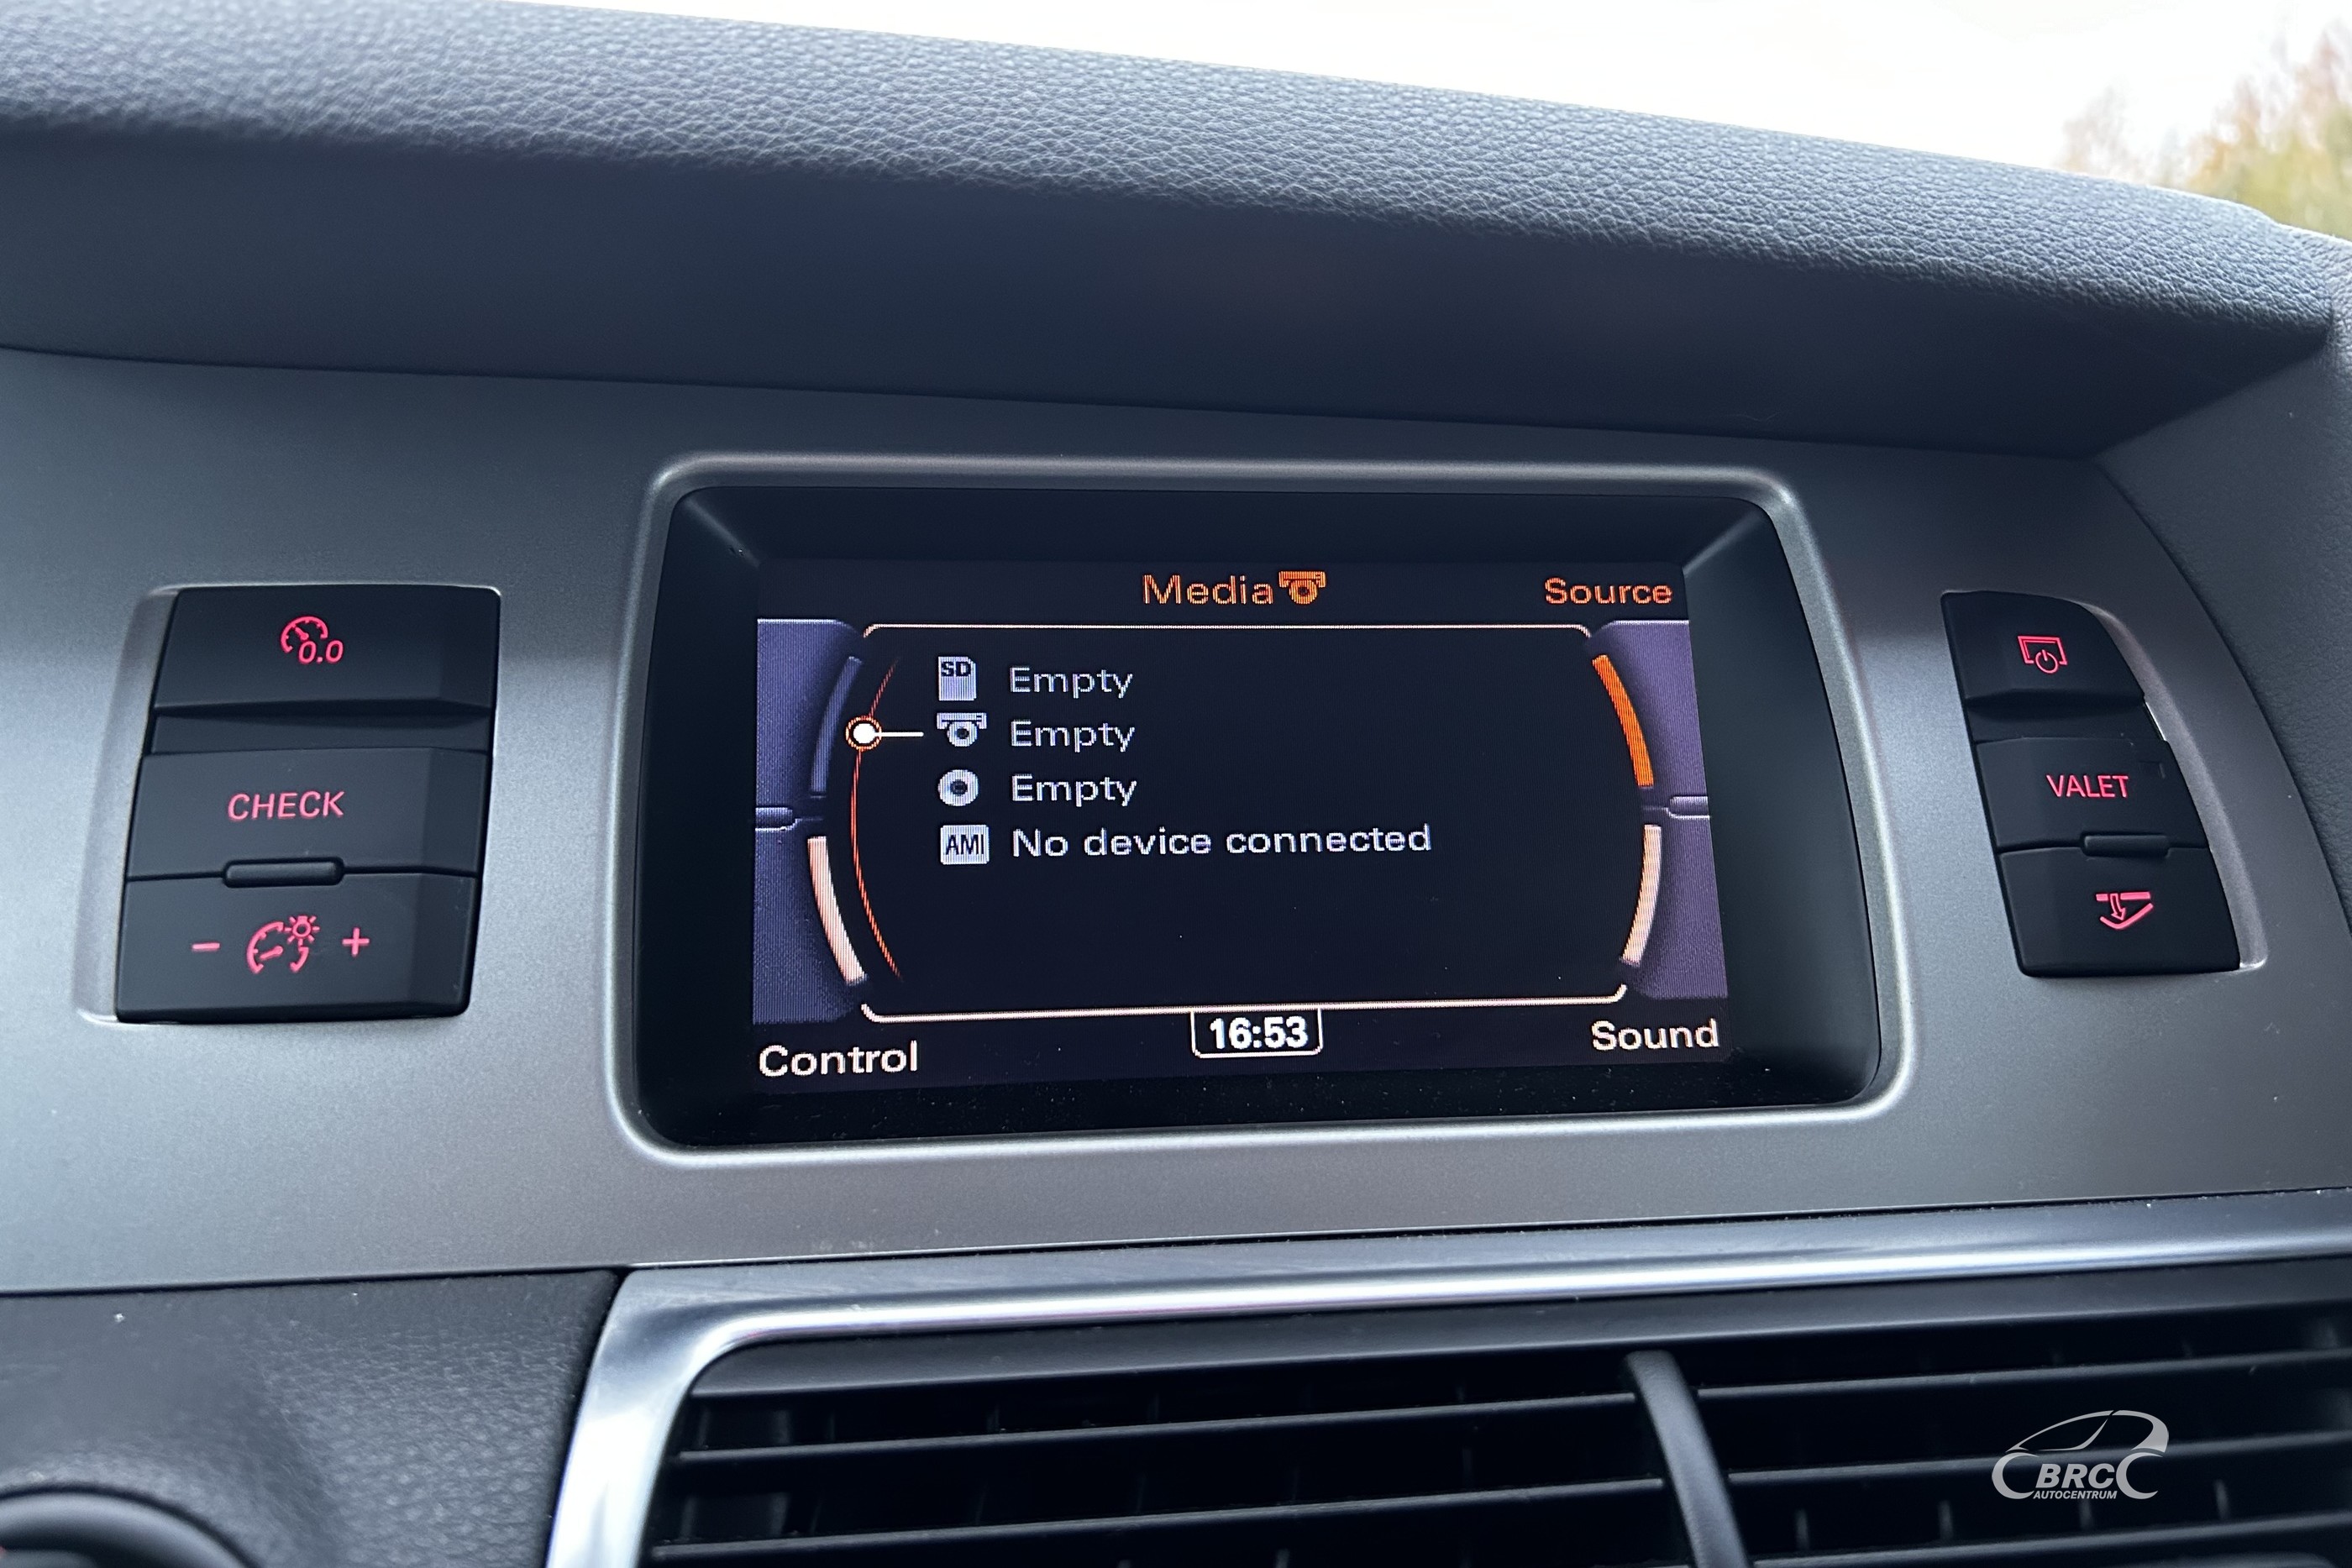 Media Source
SD Empty
Empty
Empty
AMI No device connected
16:53
Control Sound
0.0
CHECK
- +
VALET
BRC
AUTOCENTRUM